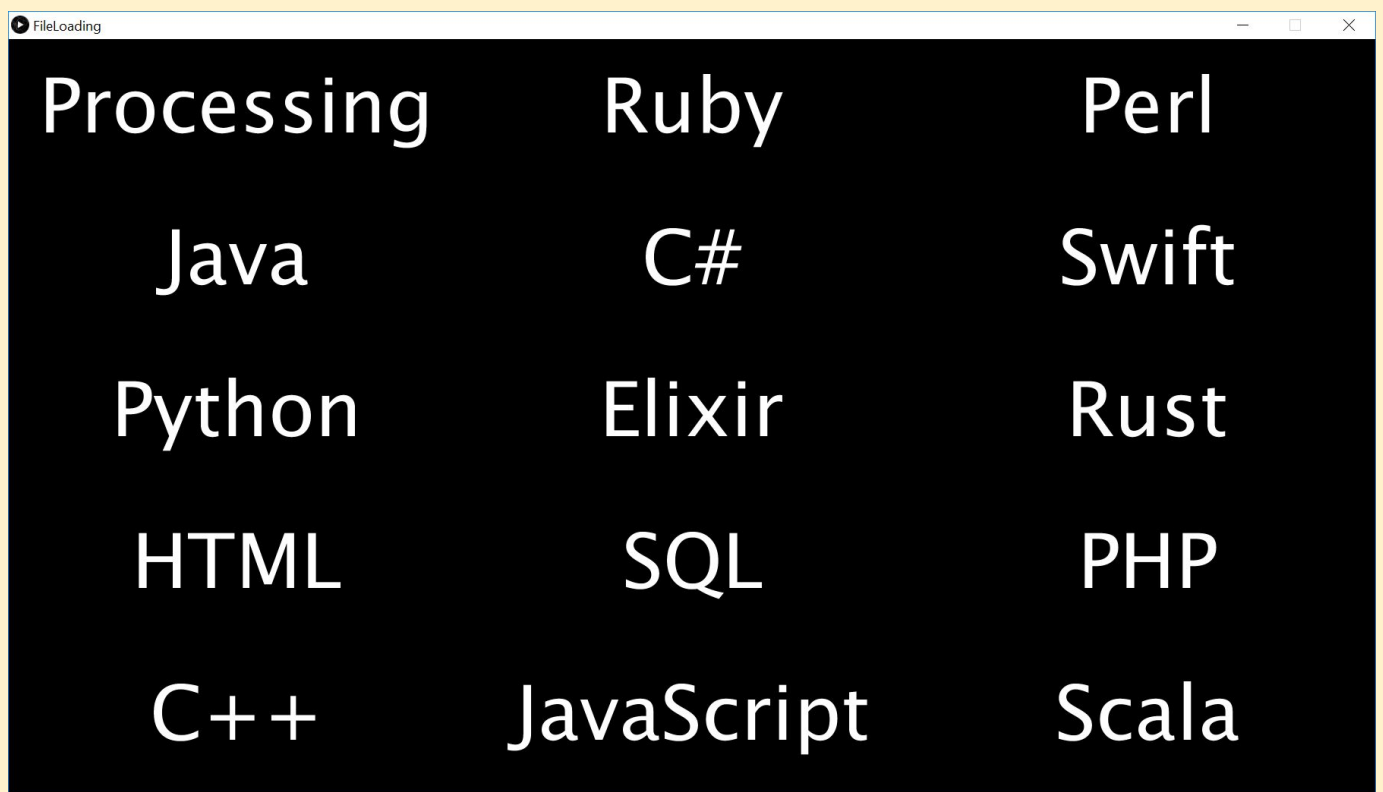 FileLoading
Processing Ruby Perl
Java C# Swift
Python Elixir Rust
HTML SQL PHP
C++ JavaScript Scala